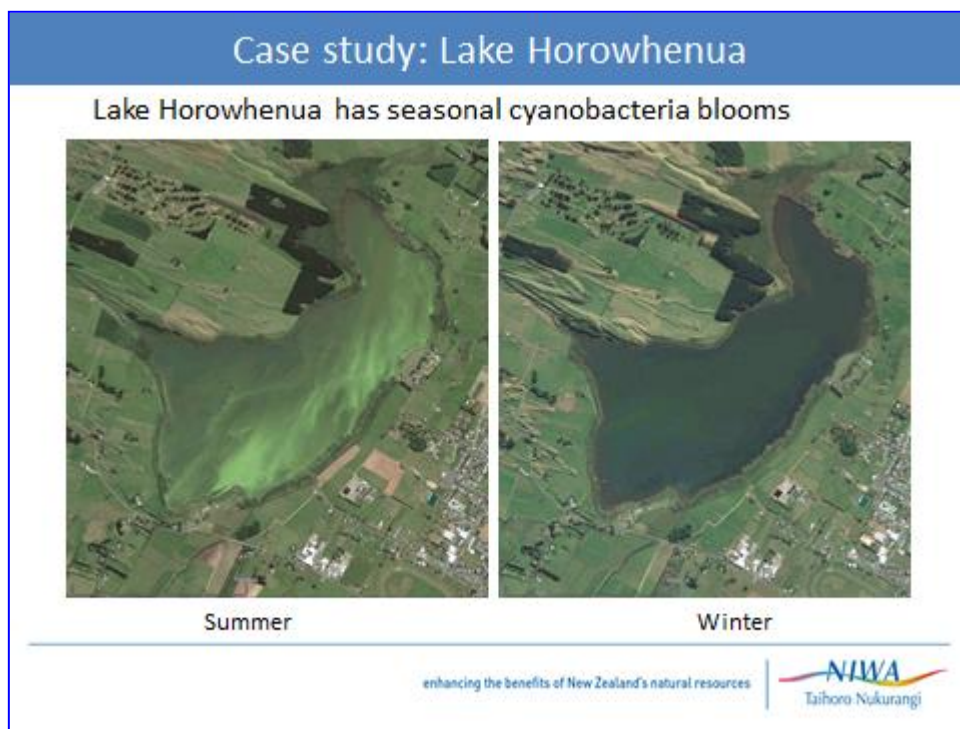 Case study: Lake Horowhenua
Lake Horowhenua has seasonal cyanobacteria blooms
Summer
Winter
enhancing the benefits of New Zealand's natural resources
NIWA
Taihoro Nukurangi